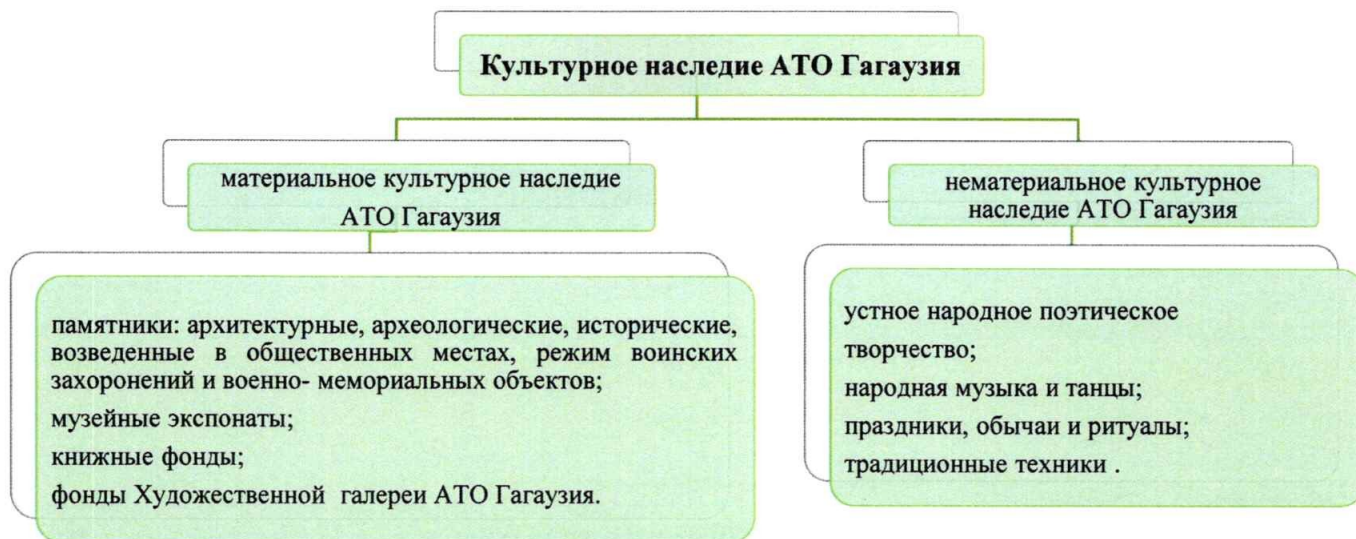 Культурное наследие АТО Гагаузия
материальное культурное наследие
АТО Гагаузия
нематериальное культурное
наследие АТО Гагаузия
памятники: архитектурные, археологические, исторические,
возведенные в общественных местах, режим воинских
захоронений и военно- мемориальных объектов;
музейные экспонаты;
книжные фонды;
фонды Художественной галереи АТО Гагаузия.
устное народное поэтическое
творчество;
народная музыка и танцы;
праздники, обычаи и ритуалы;
традиционные техники .